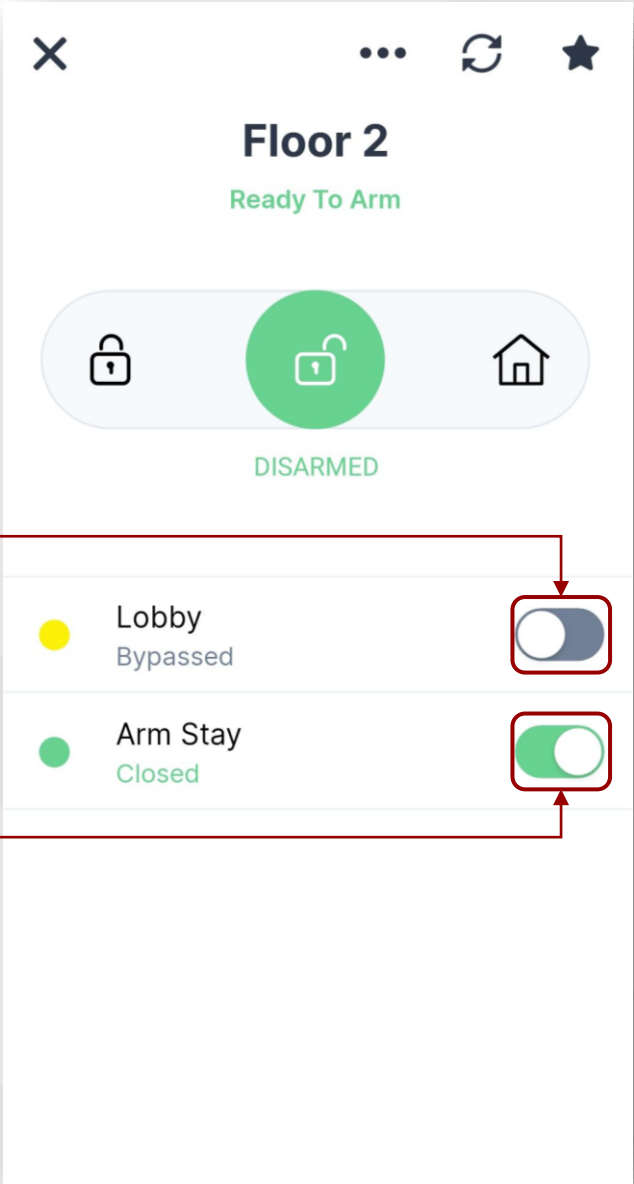 Floor 2
Ready To Arm
DISARMED
Lobby
Bypassed
Arm Stay
Closed